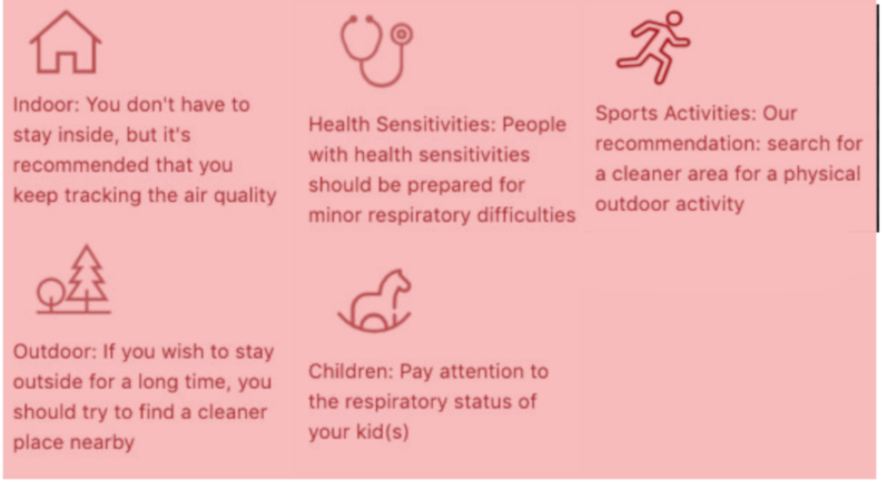 Indoor: You don't have to
stay inside, but it's
recommended that you
keep tracking the air quality
Health Sensitivities: People
with health sensitivities
should be prepared for
minor respiratory difficulties
Sports Activities: Our
recommendation: search for
a cleaner area for a physical
outdoor activity
Outdoor: If you wish to stay
outside for a long time, you
should try to find a cleaner
place nearby
Children: Pay attention to
the respiratory status of
your kid(s)